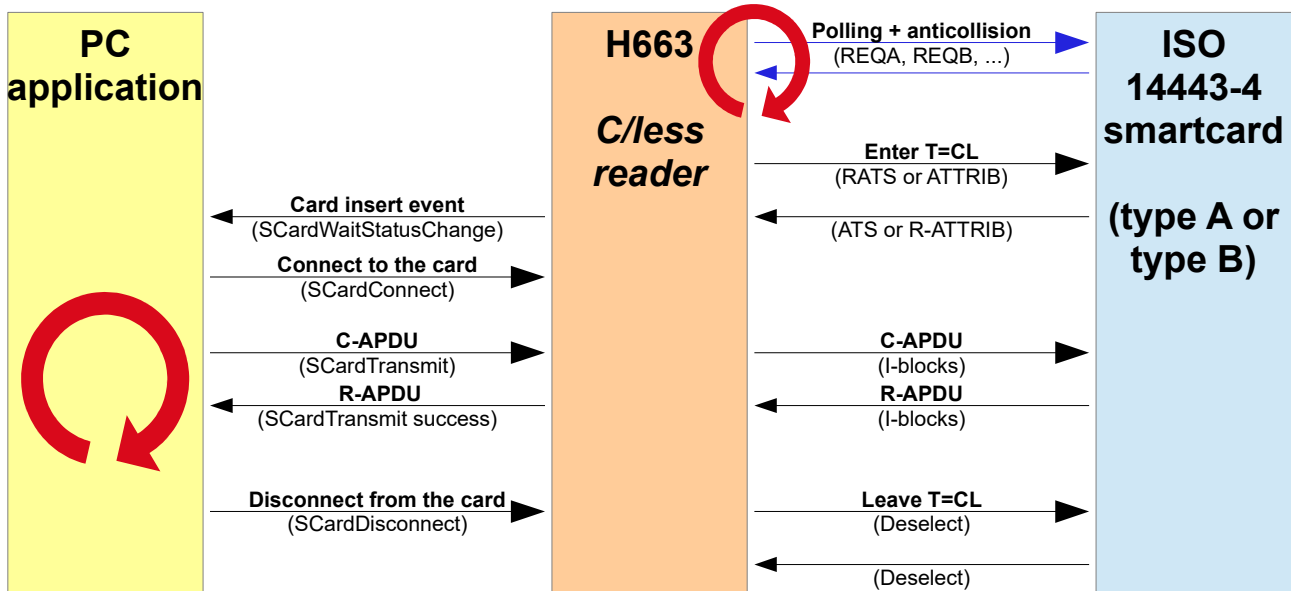 PC
application
H663
C/less
reader
ISO
14443-4
smartcard
(type A or
type B)
Polling + anticollision
(REQA, REQB, ...)
Enter T=CL
(RATS or ATTRIB)
Card insert event
(SCardWaitStatusChange)
(ATS or R-ATTRIB)
Connect to the card
(SCardConnect)
C-APDU
(SCardTransmit)
C-APDU
(I-blocks)
R-APDU
(SCardTransmit success)
R-APDU
(I-blocks)
Disconnect from the card
(SCardDisconnect)
Leave T=CL
(Deselect)
(Deselect)